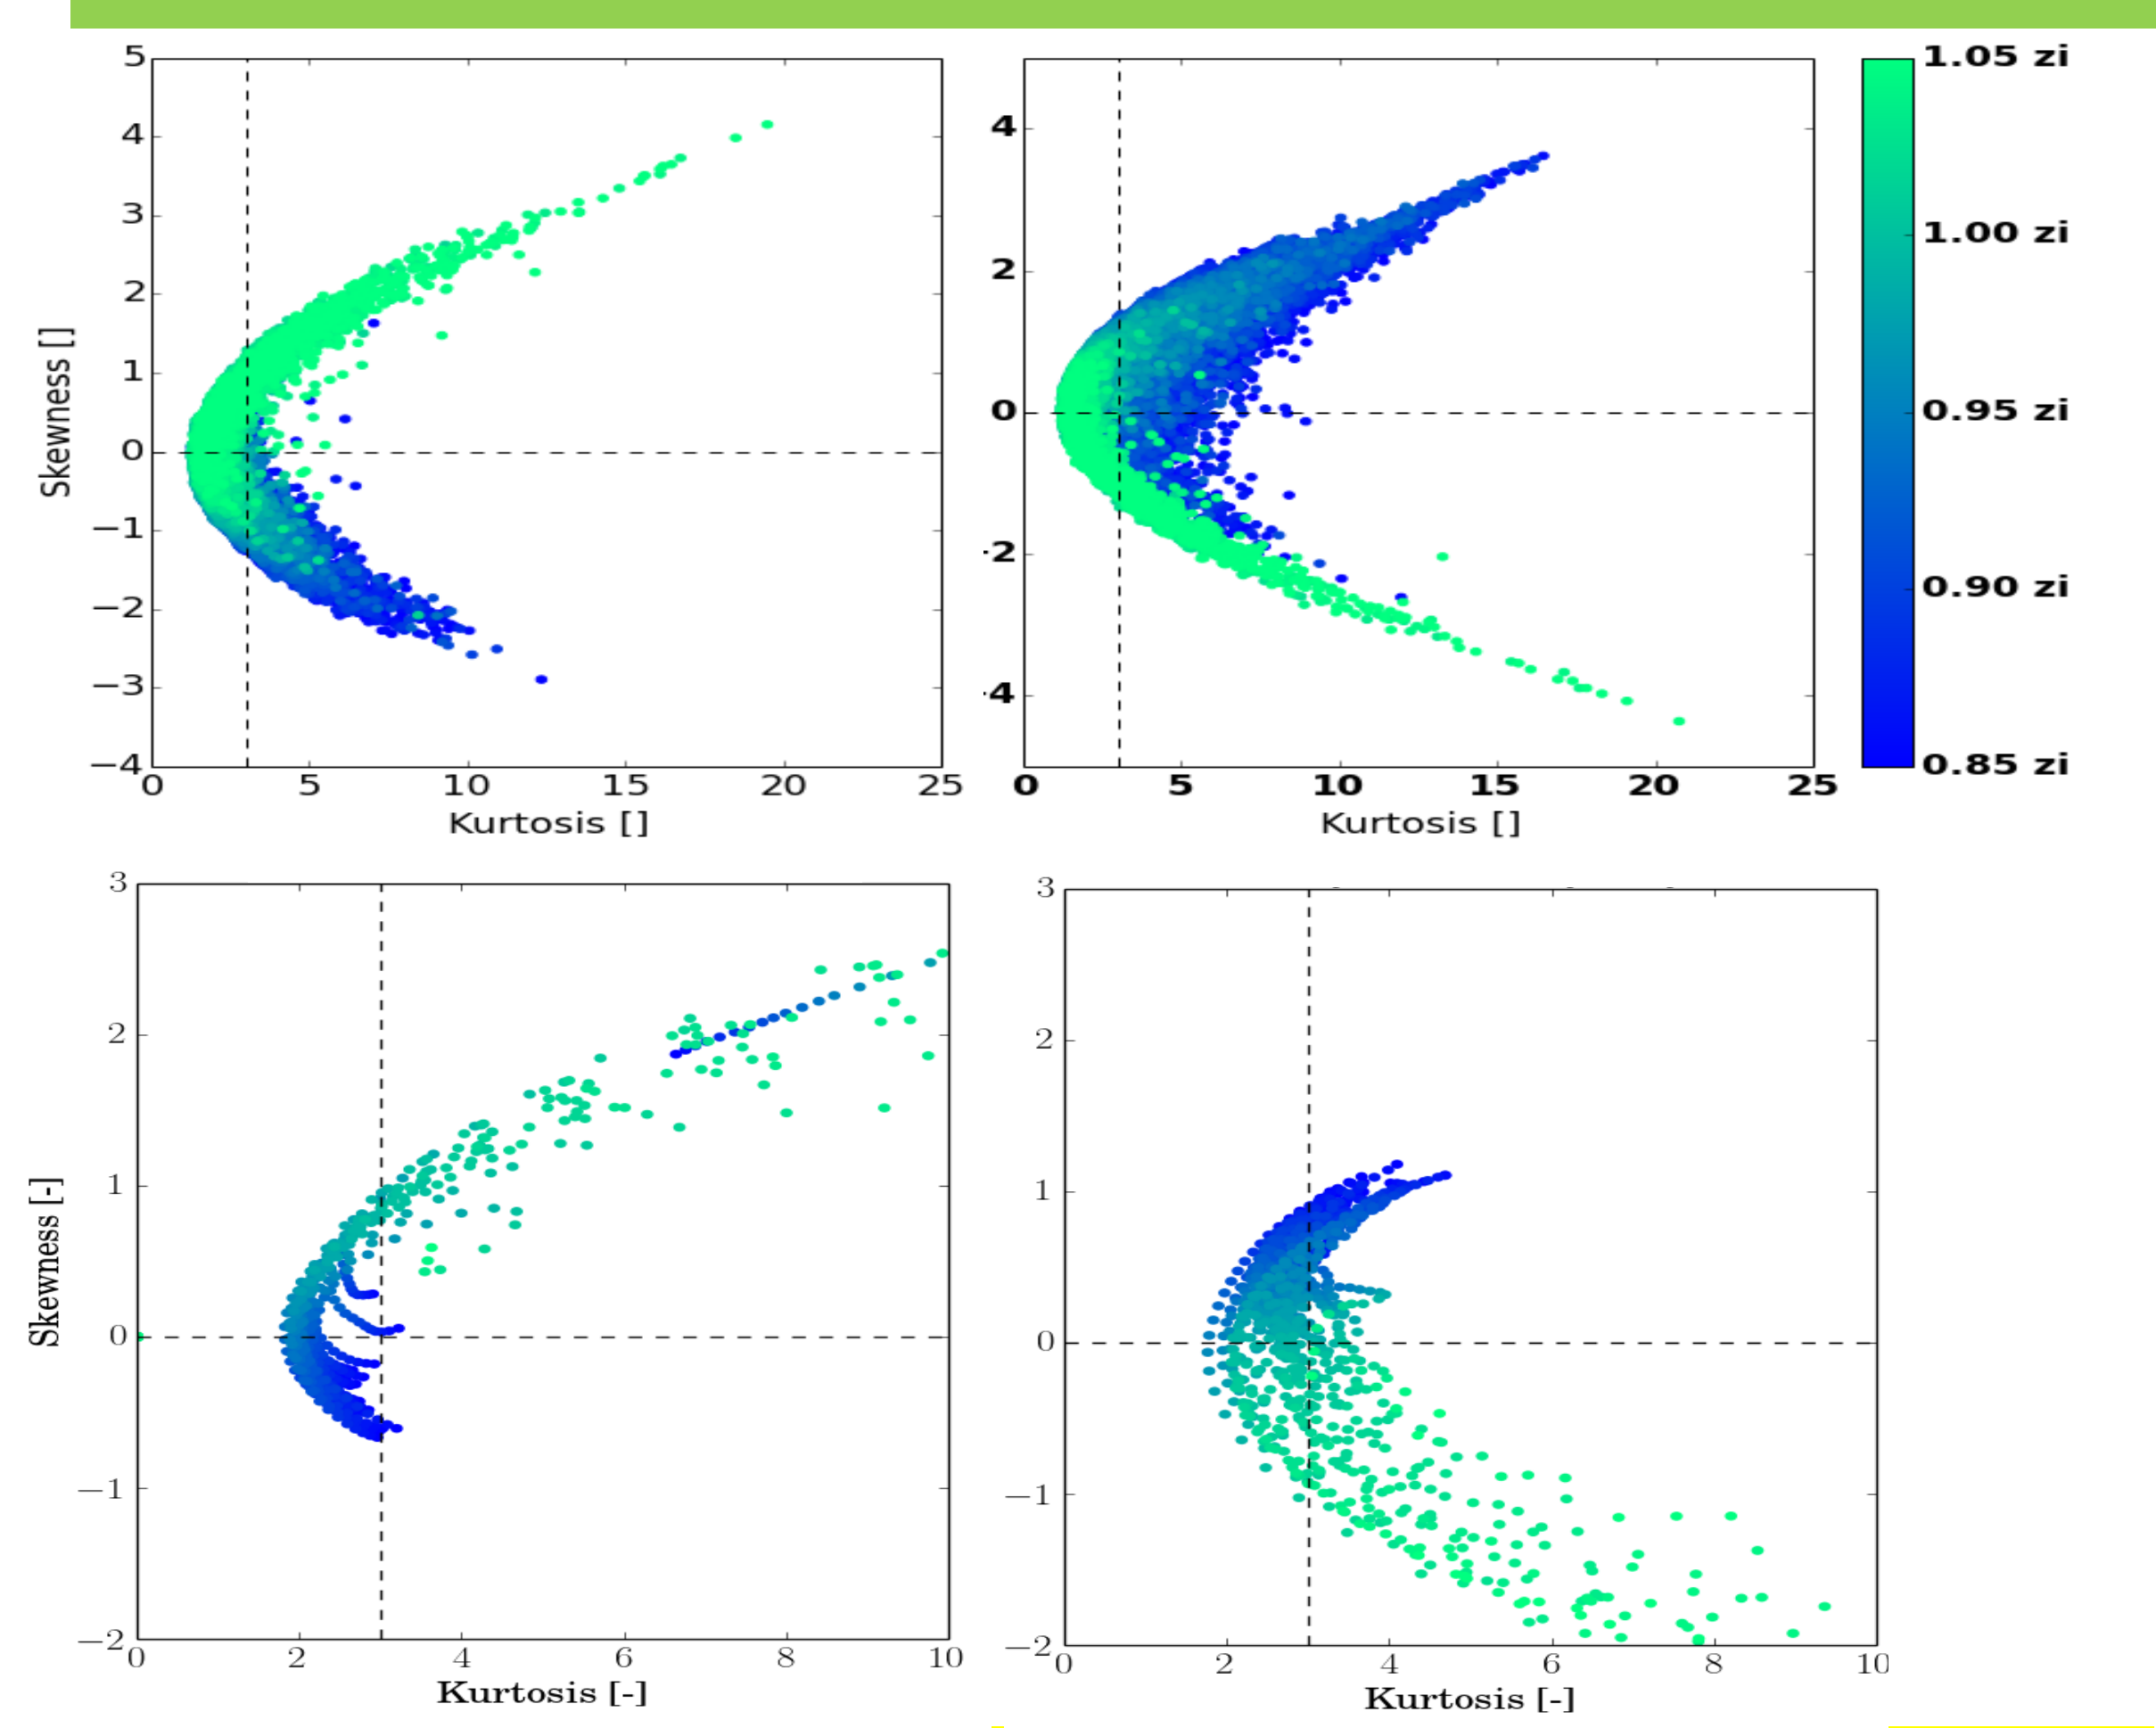 5
4
3
2
1
0
−1
−2
−3
−4
Skewness []
0 5 10 15 20 25
Kurtosis []
4
2
0
-2
-4
0 5 10 15 20 25
Kurtosis []
1.05 zi
1.00 zi
0.95 zi
0.90 zi
0.85 zi
3
2
1
0
−1
−2
Skewness [-]
0 2 4 6 8 10
Kurtosis [-]
3
2
1
0
−1
−2
0 2 4 6 8 10
Kurtosis [-]